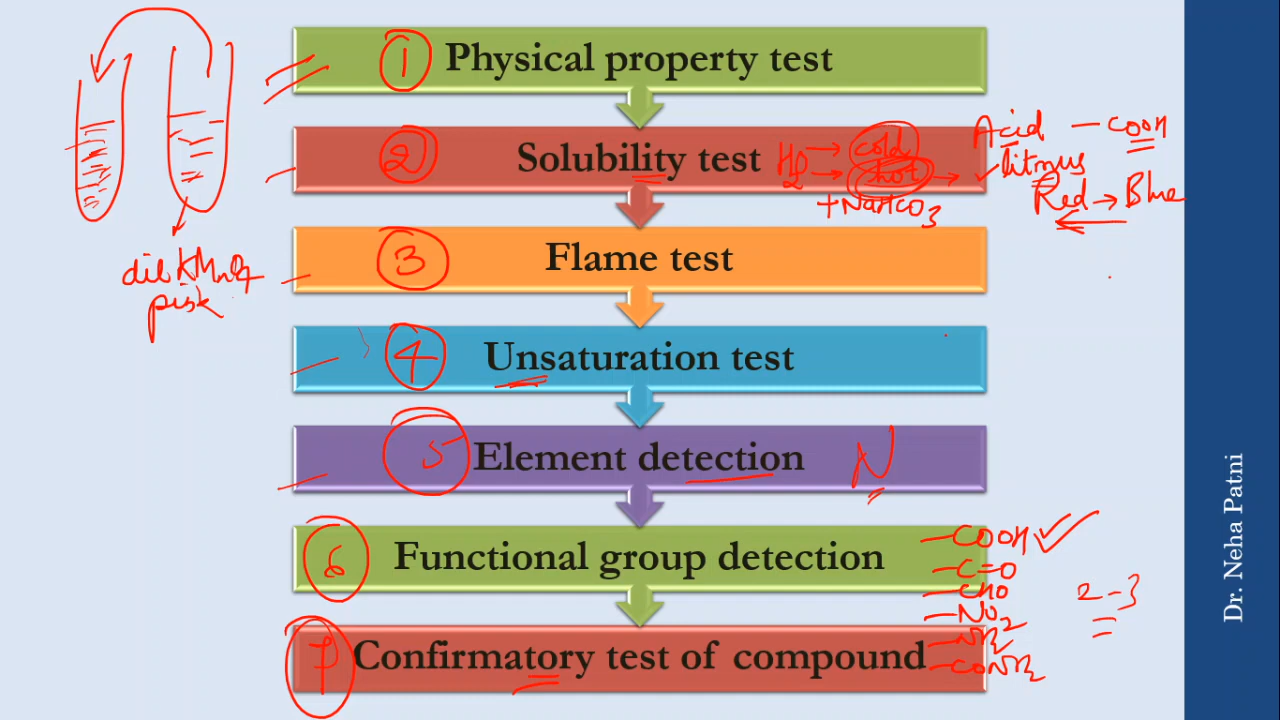 ① Physical property test
② Solubility test
H2O → cold
→ hot → ✓ litmus
+NaHCO3
Acid — COOH
Red → Blue
dil KMnO4
pink
③ Flame test
④ Unsaturation test
⑤ Element detection N
⑥ Functional group detection
— COOH ✓
— C=O
— CHO
— NO2
— NH2
— CONH2
2-3
⑦ Confirmatory test of compound
Dr. Neha Patni